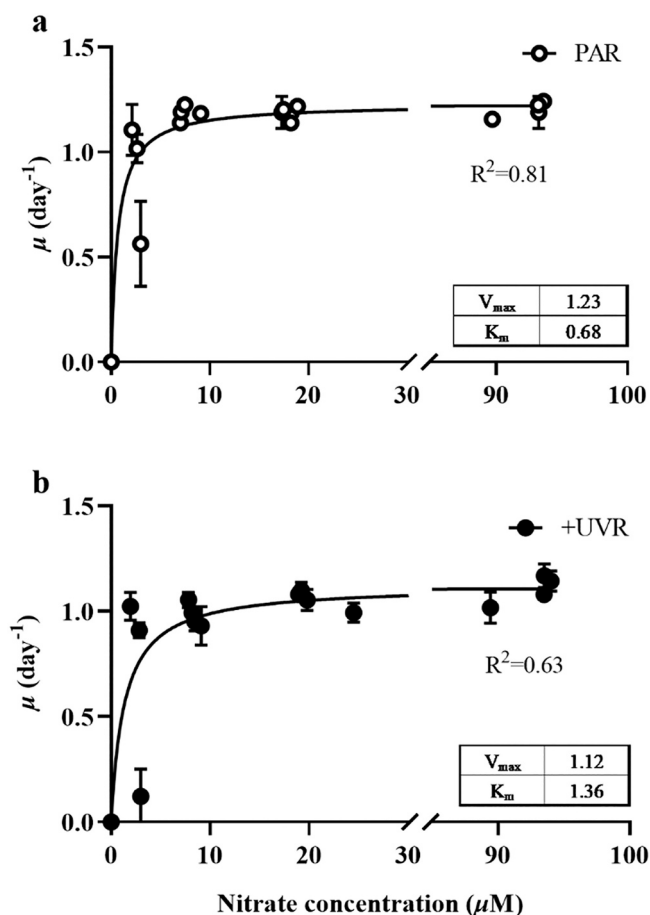 a
PAR
1.5
1.0
0.5
0.0
μ (day-1)
R2=0.81
Vmax 1.23
Km 0.68
0 10 20 30 90 100
b
+UVR
1.5
1.0
0.5
0.0
μ (day-1)
R2=0.63
Vmax 1.12
Km 1.36
0 10 20 30 90 100
Nitrate concentration (μM)